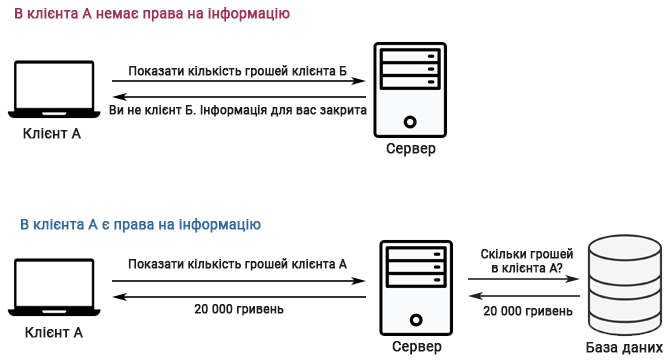 В клієнта А немає права на інформацію
Показати кількість грошей клієнта Б
Ви не клієнт Б. Інформація для вас закрита
Клієнт А
Сервер
В клієнта А є права на інформацію
Показати кількість грошей клієнта А
20 000 гривень
Скільки грошей
в клієнта А?
20 000 гривень
Клієнт А
Сервер
База даних